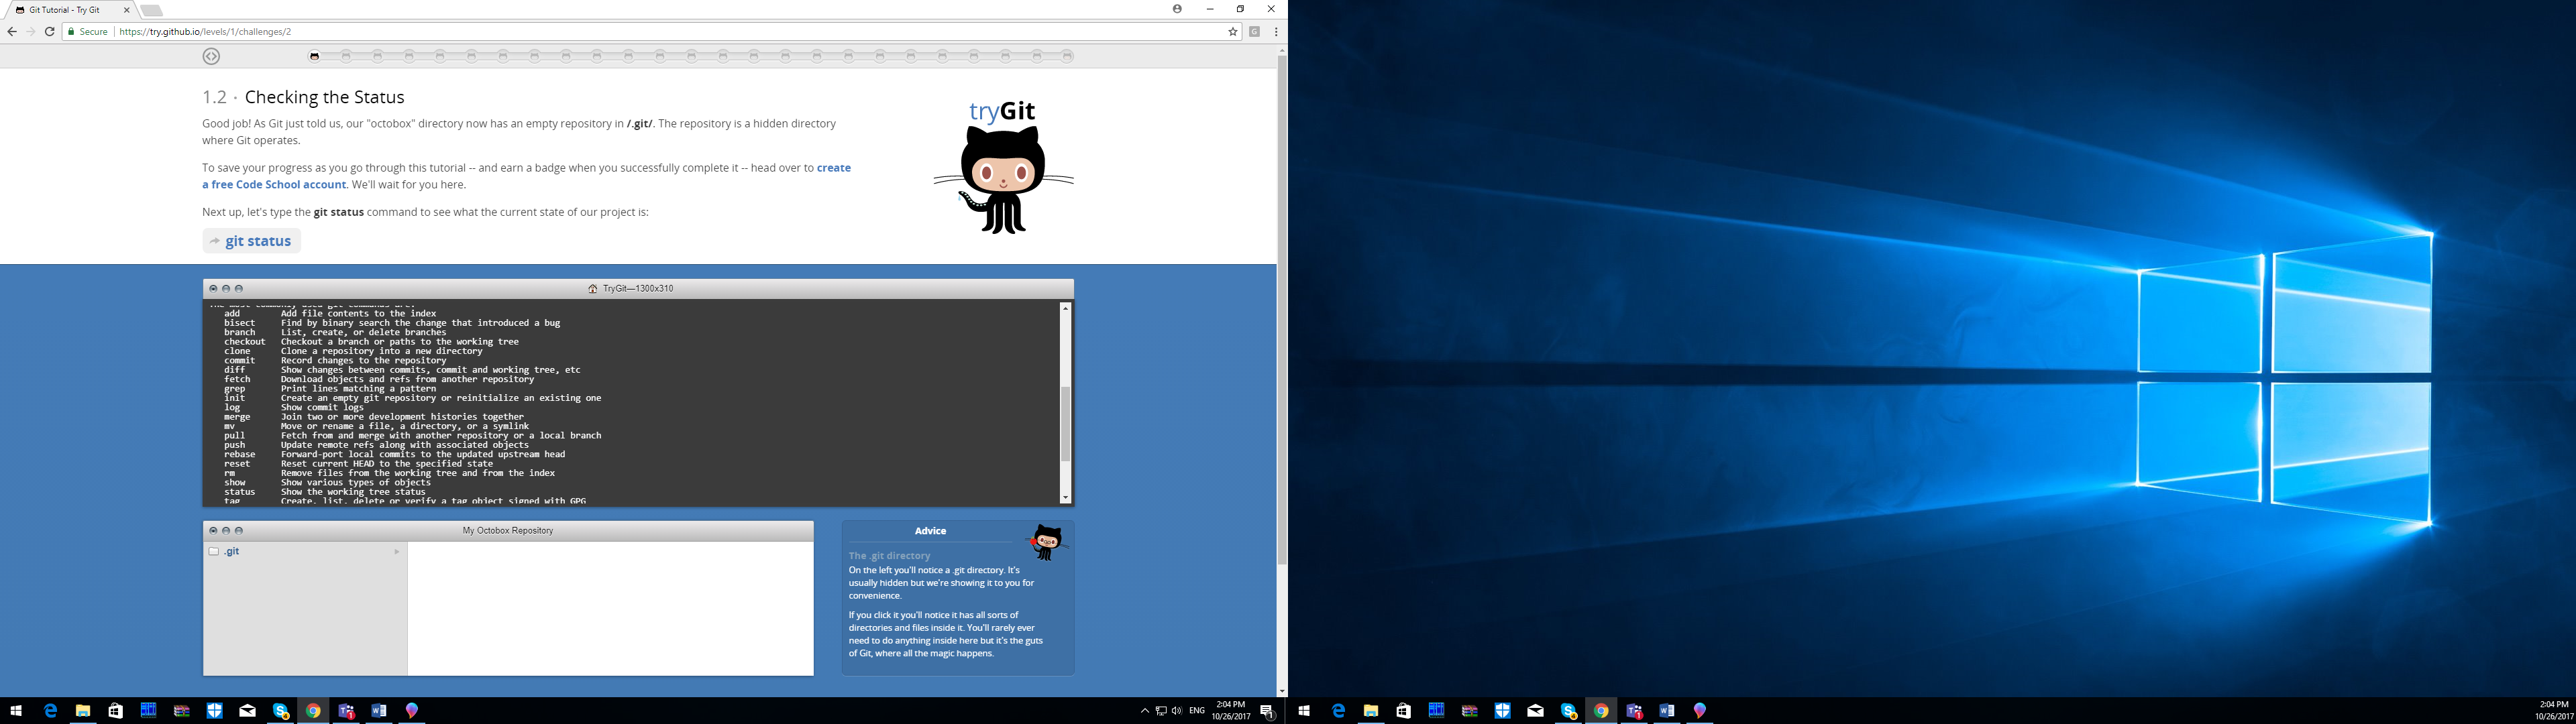 Git Tutorial - Try Git
Secure | https://try.github.io/levels/1/challenges/2
1.2 · Checking the Status
Good job! As Git just told us, our "octobox" directory now has an empty repository in /.git/. The repository is a hidden directory
where Git operates.
To save your progress as you go through this tutorial -- and earn a badge when you successfully complete it -- head over to create
a free Code School account. We'll wait for you here.
Next up, let's type the git status command to see what the current state of our project is:
git status
tryGit
TryGit—1300x310
The most commonly used git commands are:
add Add file contents to the index
bisect Find by binary search the change that introduced a bug
branch List, create, or delete branches
checkout Checkout a branch or paths to the working tree
clone Clone a repository into a new directory
commit Record changes to the repository
diff Show changes between commits, commit and working tree, etc
fetch Download objects and refs from another repository
grep Print lines matching a pattern
init Create an empty git repository or reinitialize an existing one
log Show commit logs
merge Join two or more development histories together
mv Move or rename a file, a directory, or a symlink
pull Fetch from and merge with another repository or a local branch
push Update remote refs along with associated objects
rebase Forward-port local commits to the updated upstream head
reset Reset current HEAD to the specified state
rm Remove files from the working tree and from the index
show Show various types of objects
status Show the working tree status
tag Create, list, delete or verify a tag object signed with GPG
My Octobox Repository
.git
Advice
The .git directory
On the left you'll notice a .git directory. It's
usually hidden but we're showing it to you for
convenience.
If you click it you'll notice it has all sorts of
directories and files inside it. You'll rarely ever
need to do anything inside here but it's the guts
of Git, where all the magic happens.
ENG
2:04 PM
10/26/2017
2:04 PM
10/26/2017